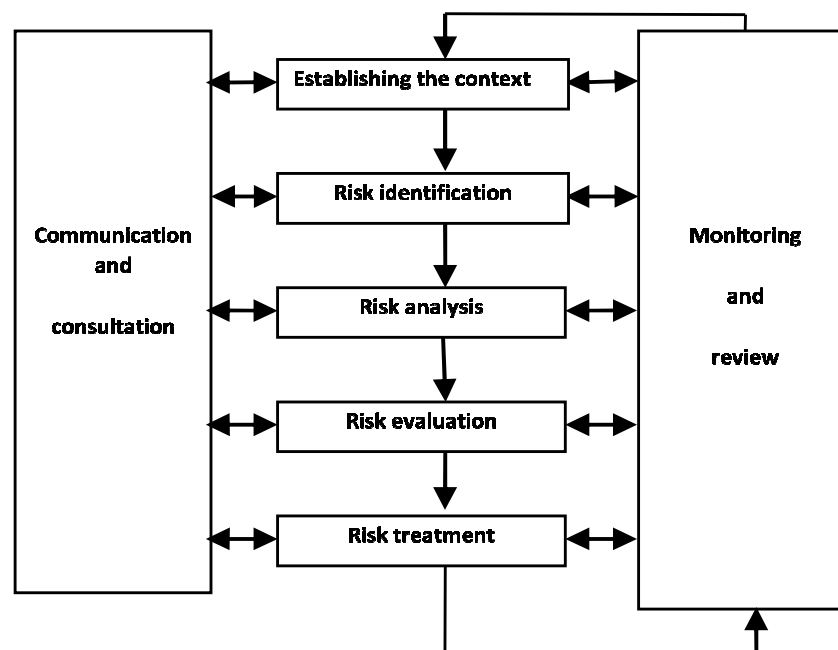 Establishing the context
Risk identification
Communication
and
consultation
Monitoring
and
review
Risk analysis
Risk evaluation
Risk treatment